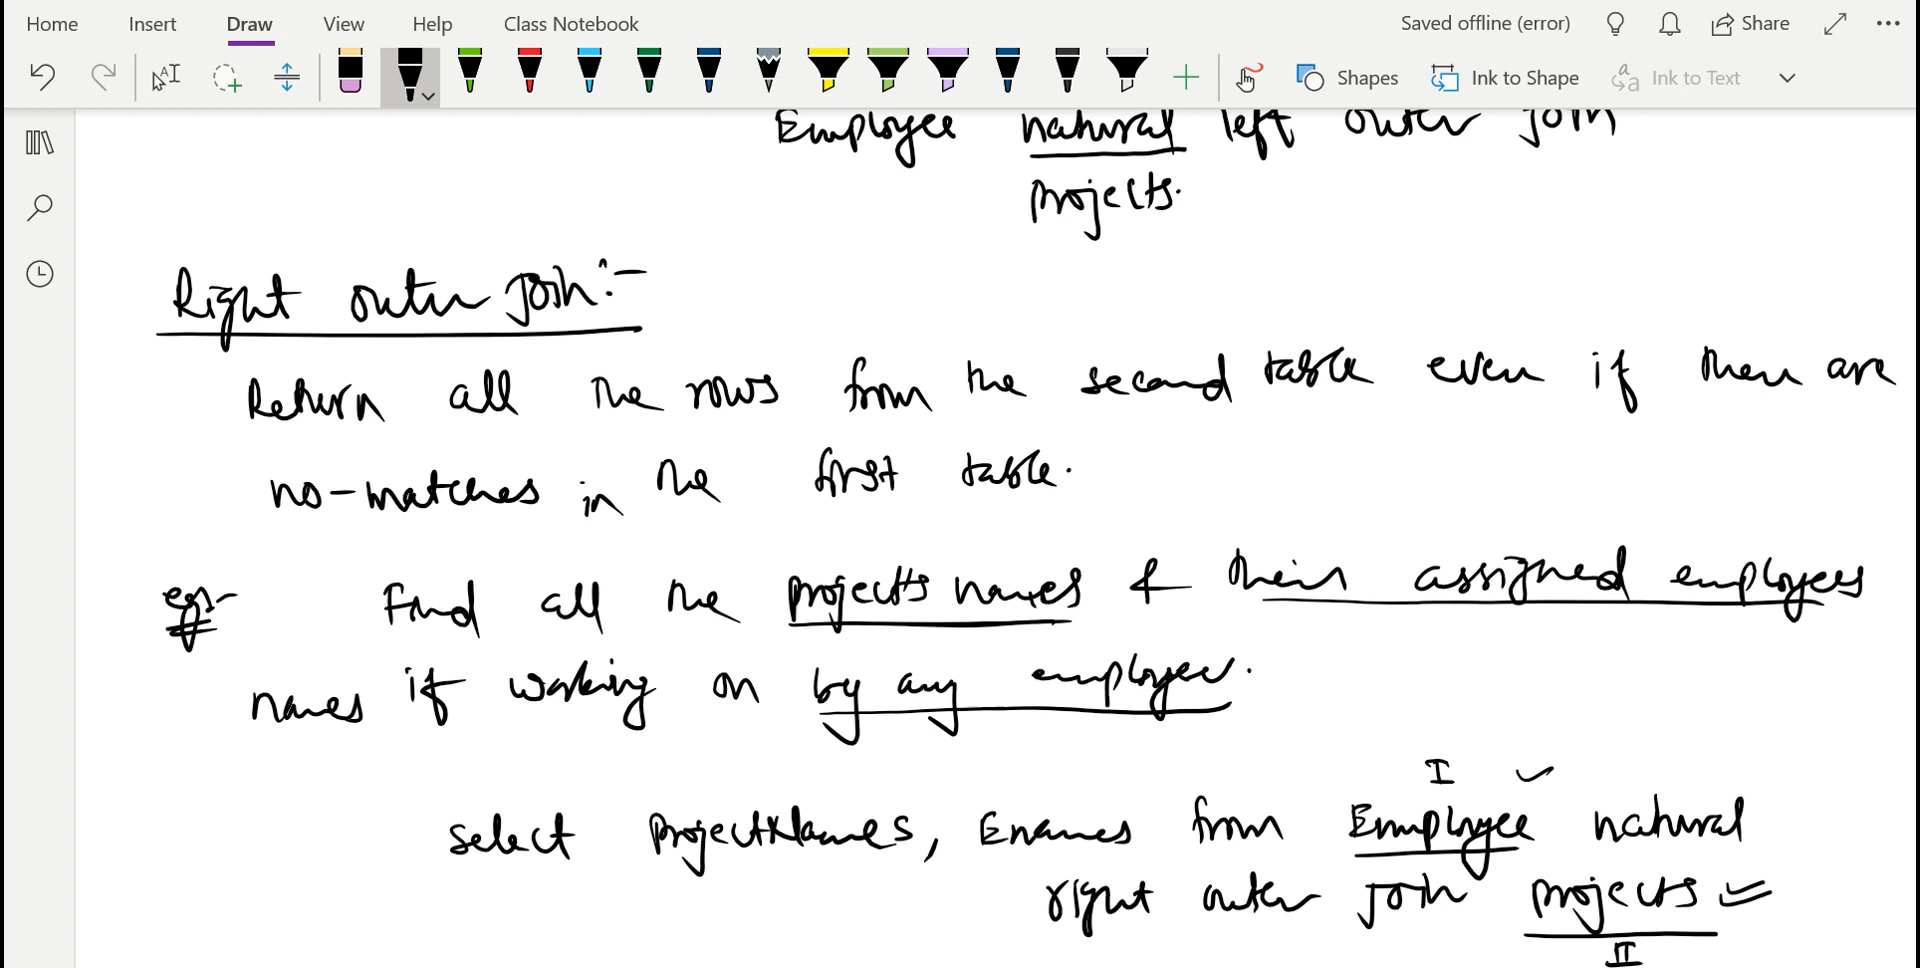 Home Insert Draw View Help Class Notebook Saved offline (error) Share
Shapes Ink to Shape Ink to Text
Employee natural left outer join
projects.
Right outer join:-
Return all the rows from the second table even if there are
no-matches in the first table.
eg:- Find all the projects names & their assigned employees
names if working on by any employee.
I
select ProjectNames, Enames from Employee natural
right outer join projects
II